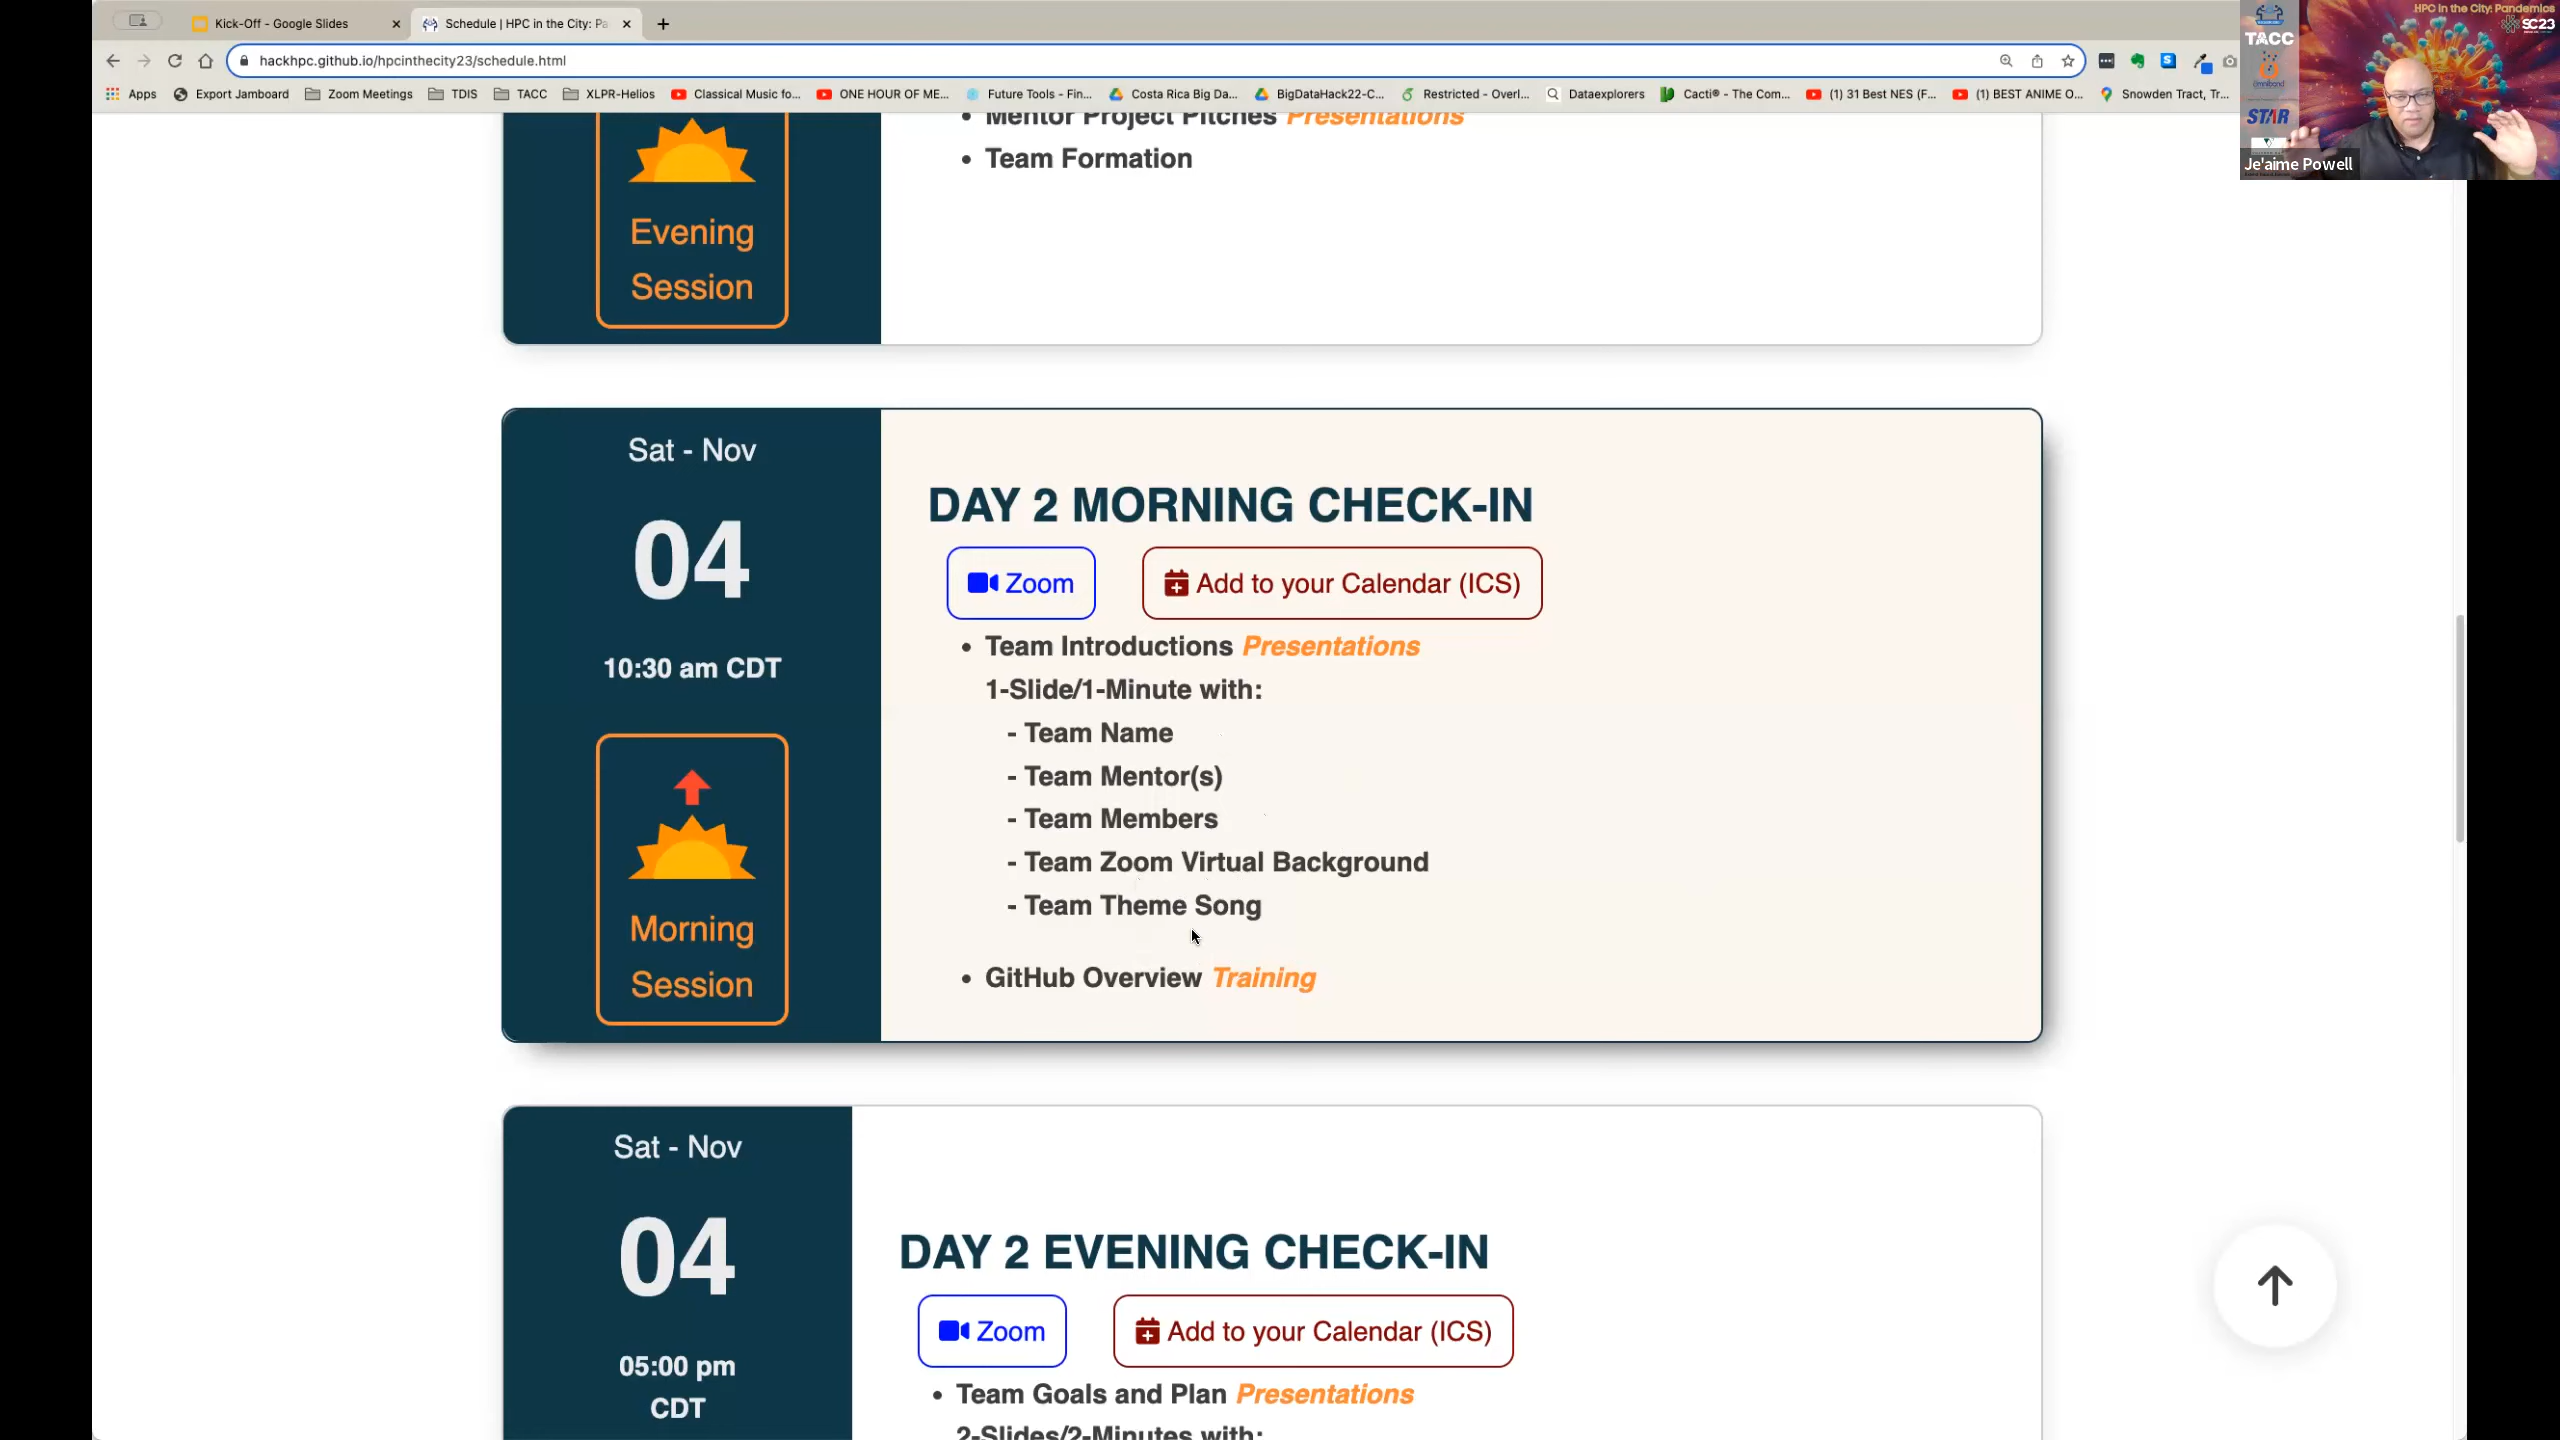 Kick-Off - Google Slides
Schedule | HPC in the City: Pa
hackhpc.github.io/hpcinthecity23/schedule.html
Apps
Export Jamboard
Zoom Meetings
TDIS
TACC
XLPR-Helios
Classical Music fo...
ONE HOUR OF ME...
Future Tools - Fin...
Costa Rica Big Da...
BigDataHack22-C...
Restricted - Overl...
Dataexplorers
Cacti® - The Com...
(1) 31 Best NES (F...
(1) BEST ANIME O...
Snowden Tract, Tr...
HPC in the City: Pandemics
SC23
TACC
STAR
Je'aime Powell
• Mentor Project Pitches Presentations
• Team Formation
Evening
Session
Sat - Nov
04
10:30 am CDT
Morning
Session
DAY 2 MORNING CHECK-IN
Zoom
Add to your Calendar (ICS)
• Team Introductions Presentations
1-Slide/1-Minute with:
- Team Name
- Team Mentor(s)
- Team Members
- Team Zoom Virtual Background
- Team Theme Song
• GitHub Overview Training
Sat - Nov
04
05:00 pm
CDT
DAY 2 EVENING CHECK-IN
Zoom
Add to your Calendar (ICS)
• Team Goals and Plan Presentations
2-Slides/2-Minutes with: